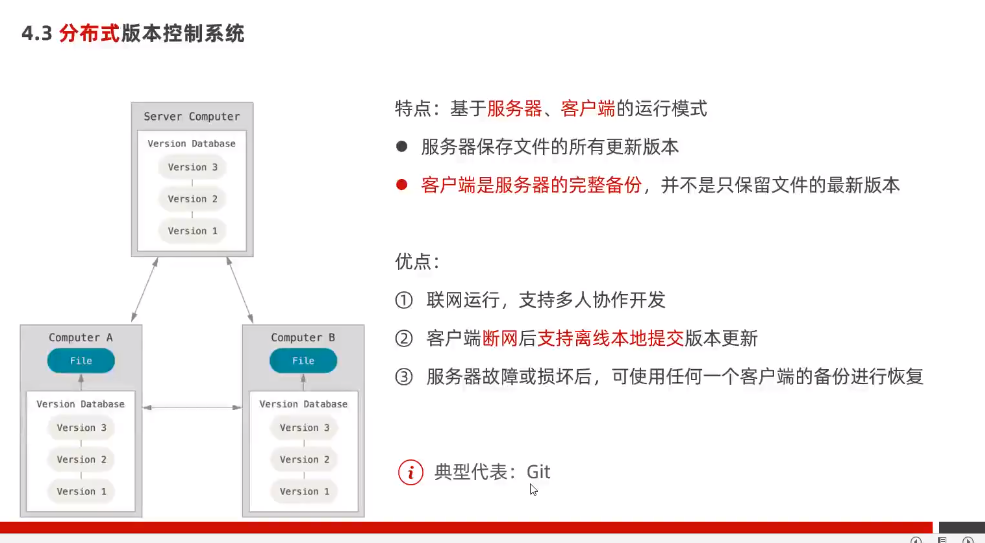 4.3 分布式版本控制系统
Server Computer
Version Database
Version 3
Version 2
Version 1
Computer A
File
Version Database
Version 3
Version 2
Version 1
Computer B
File
Version Database
Version 3
Version 2
Version 1
特点：基于服务器、客户端的运行模式
● 服务器保存文件的所有更新版本
● 客户端是服务器的完整备份，并不是只保留文件的最新版本
优点：
① 联网运行，支持多人协作开发
② 客户端断网后支持离线本地提交版本更新
③ 服务器故障或损坏后，可使用任何一个客户端的备份进行恢复
i 典型代表：Git